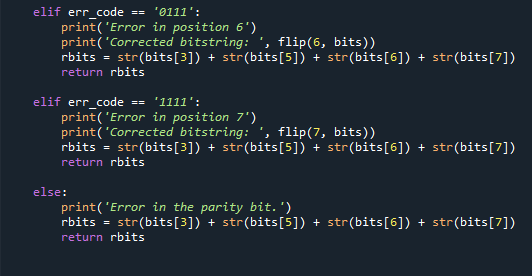 elif err_code == '0111':
    print('Error in position 6')
    print('Corrected bitstring: ', flip(6, bits))
    rbits = str(bits[3]) + str(bits[5]) + str(bits[6]) + str(bits[7])
    return rbits

elif err_code == '1111':
    print('Error in position 7')
    print('Corrected bitstring: ', flip(7, bits))
    rbits = str(bits[3]) + str(bits[5]) + str(bits[6]) + str(bits[7])
    return rbits

else:
    print('Error in the parity bit.')
    rbits = str(bits[3]) + str(bits[5]) + str(bits[6]) + str(bits[7])
    return rbits